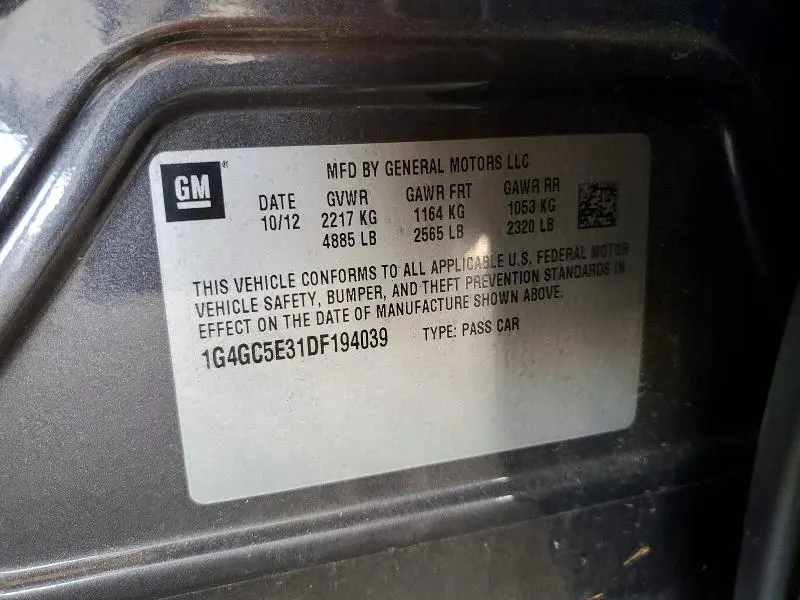 GM®
MFD BY GENERAL MOTORS LLC
DATE GVWR GAWR FRT GAWR RR
10/12 2217 KG 1164 KG 1053 KG
4885 LB 2565 LB 2320 LB
THIS VEHICLE CONFORMS TO ALL APPLICABLE U.S. FEDERAL MOTOR
VEHICLE SAFETY, BUMPER, AND THEFT PREVENTION STANDARDS IN
EFFECT ON THE DATE OF MANUFACTURE SHOWN ABOVE.
1G4GC5E31DF194039 TYPE: PASS CAR